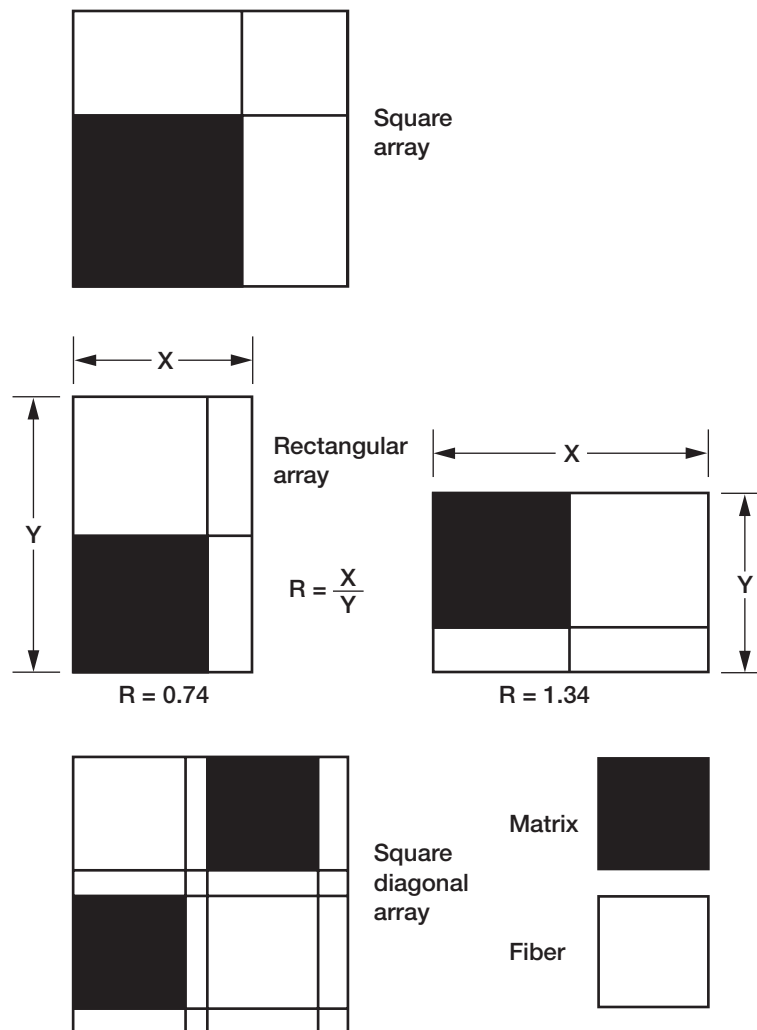 Square
array
X
Y
Rectangular
array
R = X/Y
X
Y
R = 0.74
R = 1.34
Square
diagonal
array
Matrix
Fiber